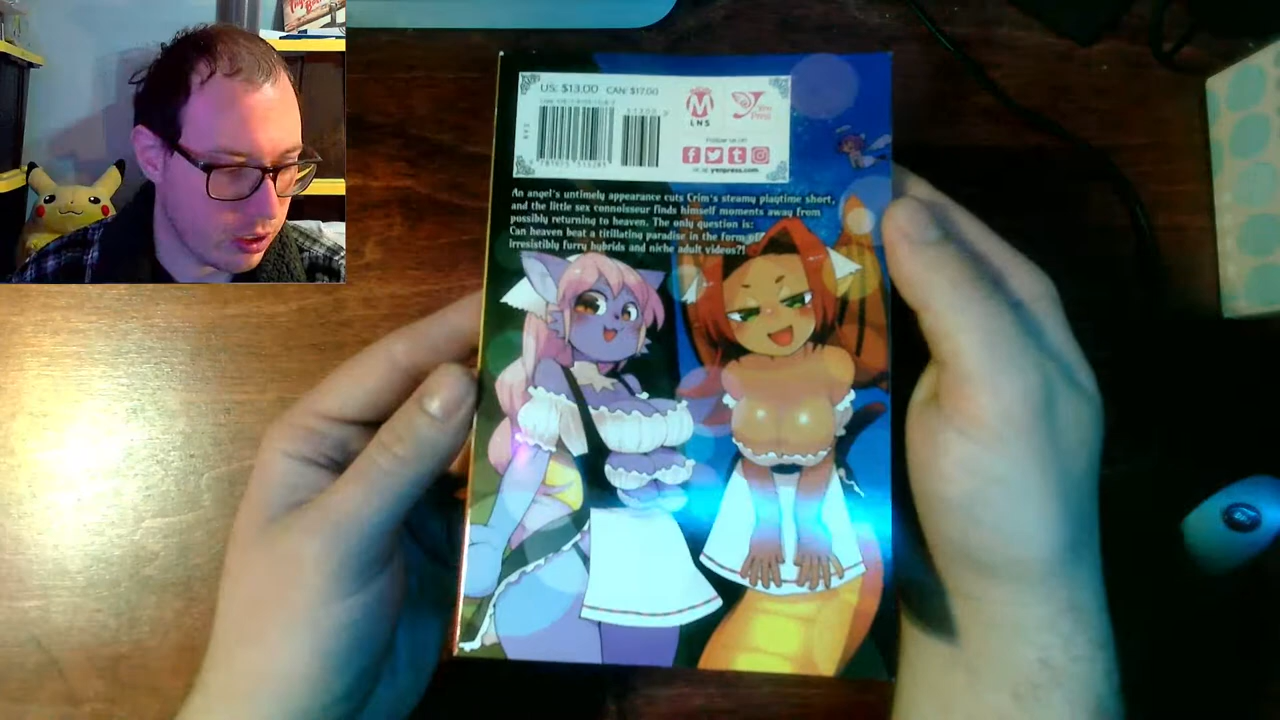 US: $13.00 CAN: $17.00
M
LNS
Yen
Press
Follow us on
f t
yenpress.com
An angel's untimely appearance cuts Crim's steamy playtime short,
and the little sex connoisseur finds himself moments away from
possibly returning to heaven. The only question is:
Can heaven beat a titillating paradise in the form of
irresistibly furry hybrids and niche adult videos?!